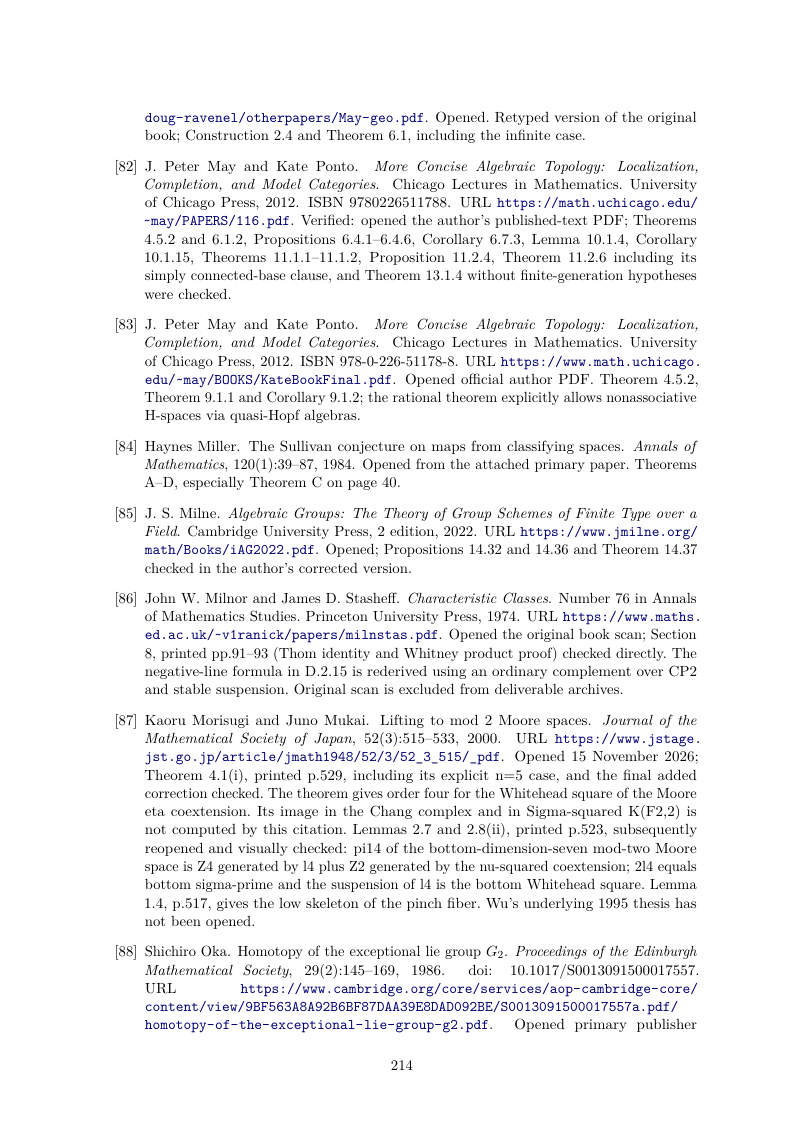 doug-ravenel/otherpapers/May-geo.pdf. Opened. Retyped version of the original
book; Construction 2.4 and Theorem 6.1, including the infinite case.
[82] J. Peter May and Kate Ponto. More Concise Algebraic Topology: Localization,
Completion, and Model Categories. Chicago Lectures in Mathematics. University
of Chicago Press, 2012. ISBN 9780226511788. URL https://math.uchicago.edu/
~may/PAPERS/116.pdf. Verified: opened the author's published-text PDF; Theorems
4.5.2 and 6.1.2, Propositions 6.4.1–6.4.6, Corollary 6.7.3, Lemma 10.1.4, Corollary
10.1.15, Theorems 11.1.1–11.1.2, Proposition 11.2.4, Theorem 11.2.6 including its
simply connected-base clause, and Theorem 13.1.4 without finite-generation hypotheses
were checked.
[83] J. Peter May and Kate Ponto. More Concise Algebraic Topology: Localization,
Completion, and Model Categories. Chicago Lectures in Mathematics. University
of Chicago Press, 2012. ISBN 978-0-226-51178-8. URL https://www.math.uchicago.
edu/~may/BOOKS/KateBookFinal.pdf. Opened official author PDF. Theorem 4.5.2,
Theorem 9.1.1 and Corollary 9.1.2; the rational theorem explicitly allows nonassociative
H-spaces via quasi-Hopf algebras.
[84] Haynes Miller. The Sullivan conjecture on maps from classifying spaces. Annals of
Mathematics, 120(1):39–87, 1984. Opened from the attached primary paper. Theorems
A–D, especially Theorem C on page 40.
[85] J. S. Milne. Algebraic Groups: The Theory of Group Schemes of Finite Type over a
Field. Cambridge University Press, 2 edition, 2022. URL https://www.jmilne.org/
math/Books/iAG2022.pdf. Opened; Propositions 14.32 and 14.36 and Theorem 14.37
checked in the author's corrected version.
[86] John W. Milnor and James D. Stasheff. Characteristic Classes. Number 76 in Annals
of Mathematics Studies. Princeton University Press, 1974. URL https://www.maths.
ed.ac.uk/~v1ranick/papers/milnstas.pdf. Opened the original book scan; Section
8, printed pp.91–93 (Thom identity and Whitney product proof) checked directly. The
negative-line formula in D.2.15 is rederived using an ordinary complement over CP2
and stable suspension. Original scan is excluded from deliverable archives.
[87] Kaoru Morisugi and Juno Mukai. Lifting to mod 2 Moore spaces. Journal of the
Mathematical Society of Japan, 52(3):515–533, 2000. URL https://www.jstage.
jst.go.jp/article/jmath1948/52/3/52_3_515/_pdf. Opened 15 November 2026;
Theorem 4.1(i), printed p.529, including its explicit n=5 case, and the final added
correction checked. The theorem gives order four for the Whitehead square of the Moore
eta coextension. Its image in the Chang complex and in Sigma-squared K(F2,2) is
not computed by this citation. Lemmas 2.7 and 2.8(ii), printed p.523, subsequently
reopened and visually checked: pi14 of the bottom-dimension-seven mod-two Moore
space is Z4 generated by l4 plus Z2 generated by the nu-squared coextension; 2l4 equals
bottom sigma-prime and the suspension of l4 is the bottom Whitehead square. Lemma
1.4, p.517, gives the low skeleton of the pinch fiber. Wu's underlying 1995 thesis has
not been opened.
[88] Shichiro Oka. Homotopy of the exceptional lie group G2. Proceedings of the Edinburgh
Mathematical Society, 29(2):145–169, 1986. doi: 10.1017/S0013091500017557.
URL https://www.cambridge.org/core/services/aop-cambridge-core/
content/view/9BF563A8A92B6BF87DAA39E8DAD092BE/S0013091500017557a.pdf/
homotopy-of-the-exceptional-lie-group-g2.pdf. Opened primary publisher
214